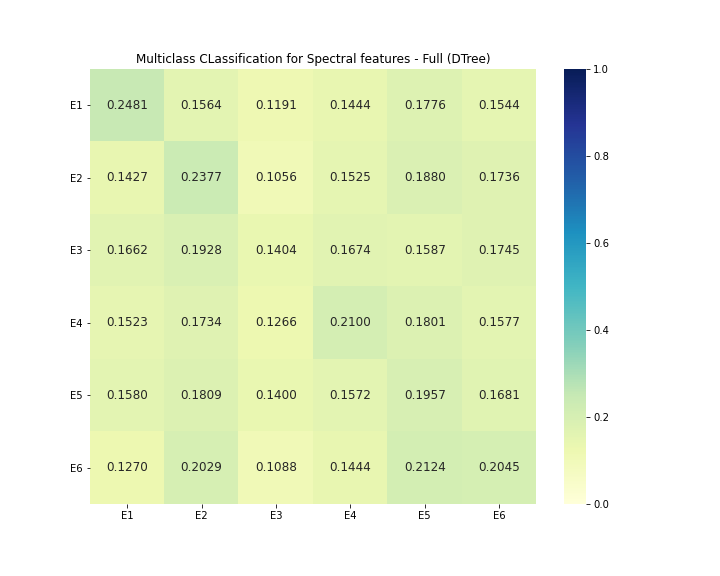 Multiclass CLassification for Spectral features - Full (DTree)
E1 0.2481 0.1564 0.1191 0.1444 0.1776 0.1544
E2 0.1427 0.2377 0.1056 0.1525 0.1880 0.1736
E3 0.1662 0.1928 0.1404 0.1674 0.1587 0.1745
E4 0.1523 0.1734 0.1266 0.2100 0.1801 0.1577
E5 0.1580 0.1809 0.1400 0.1572 0.1957 0.1681
E6 0.1270 0.2029 0.1088 0.1444 0.2124 0.2045
E1 E2 E3 E4 E5 E6
1.0
0.8
0.6
0.4
0.2
0.0